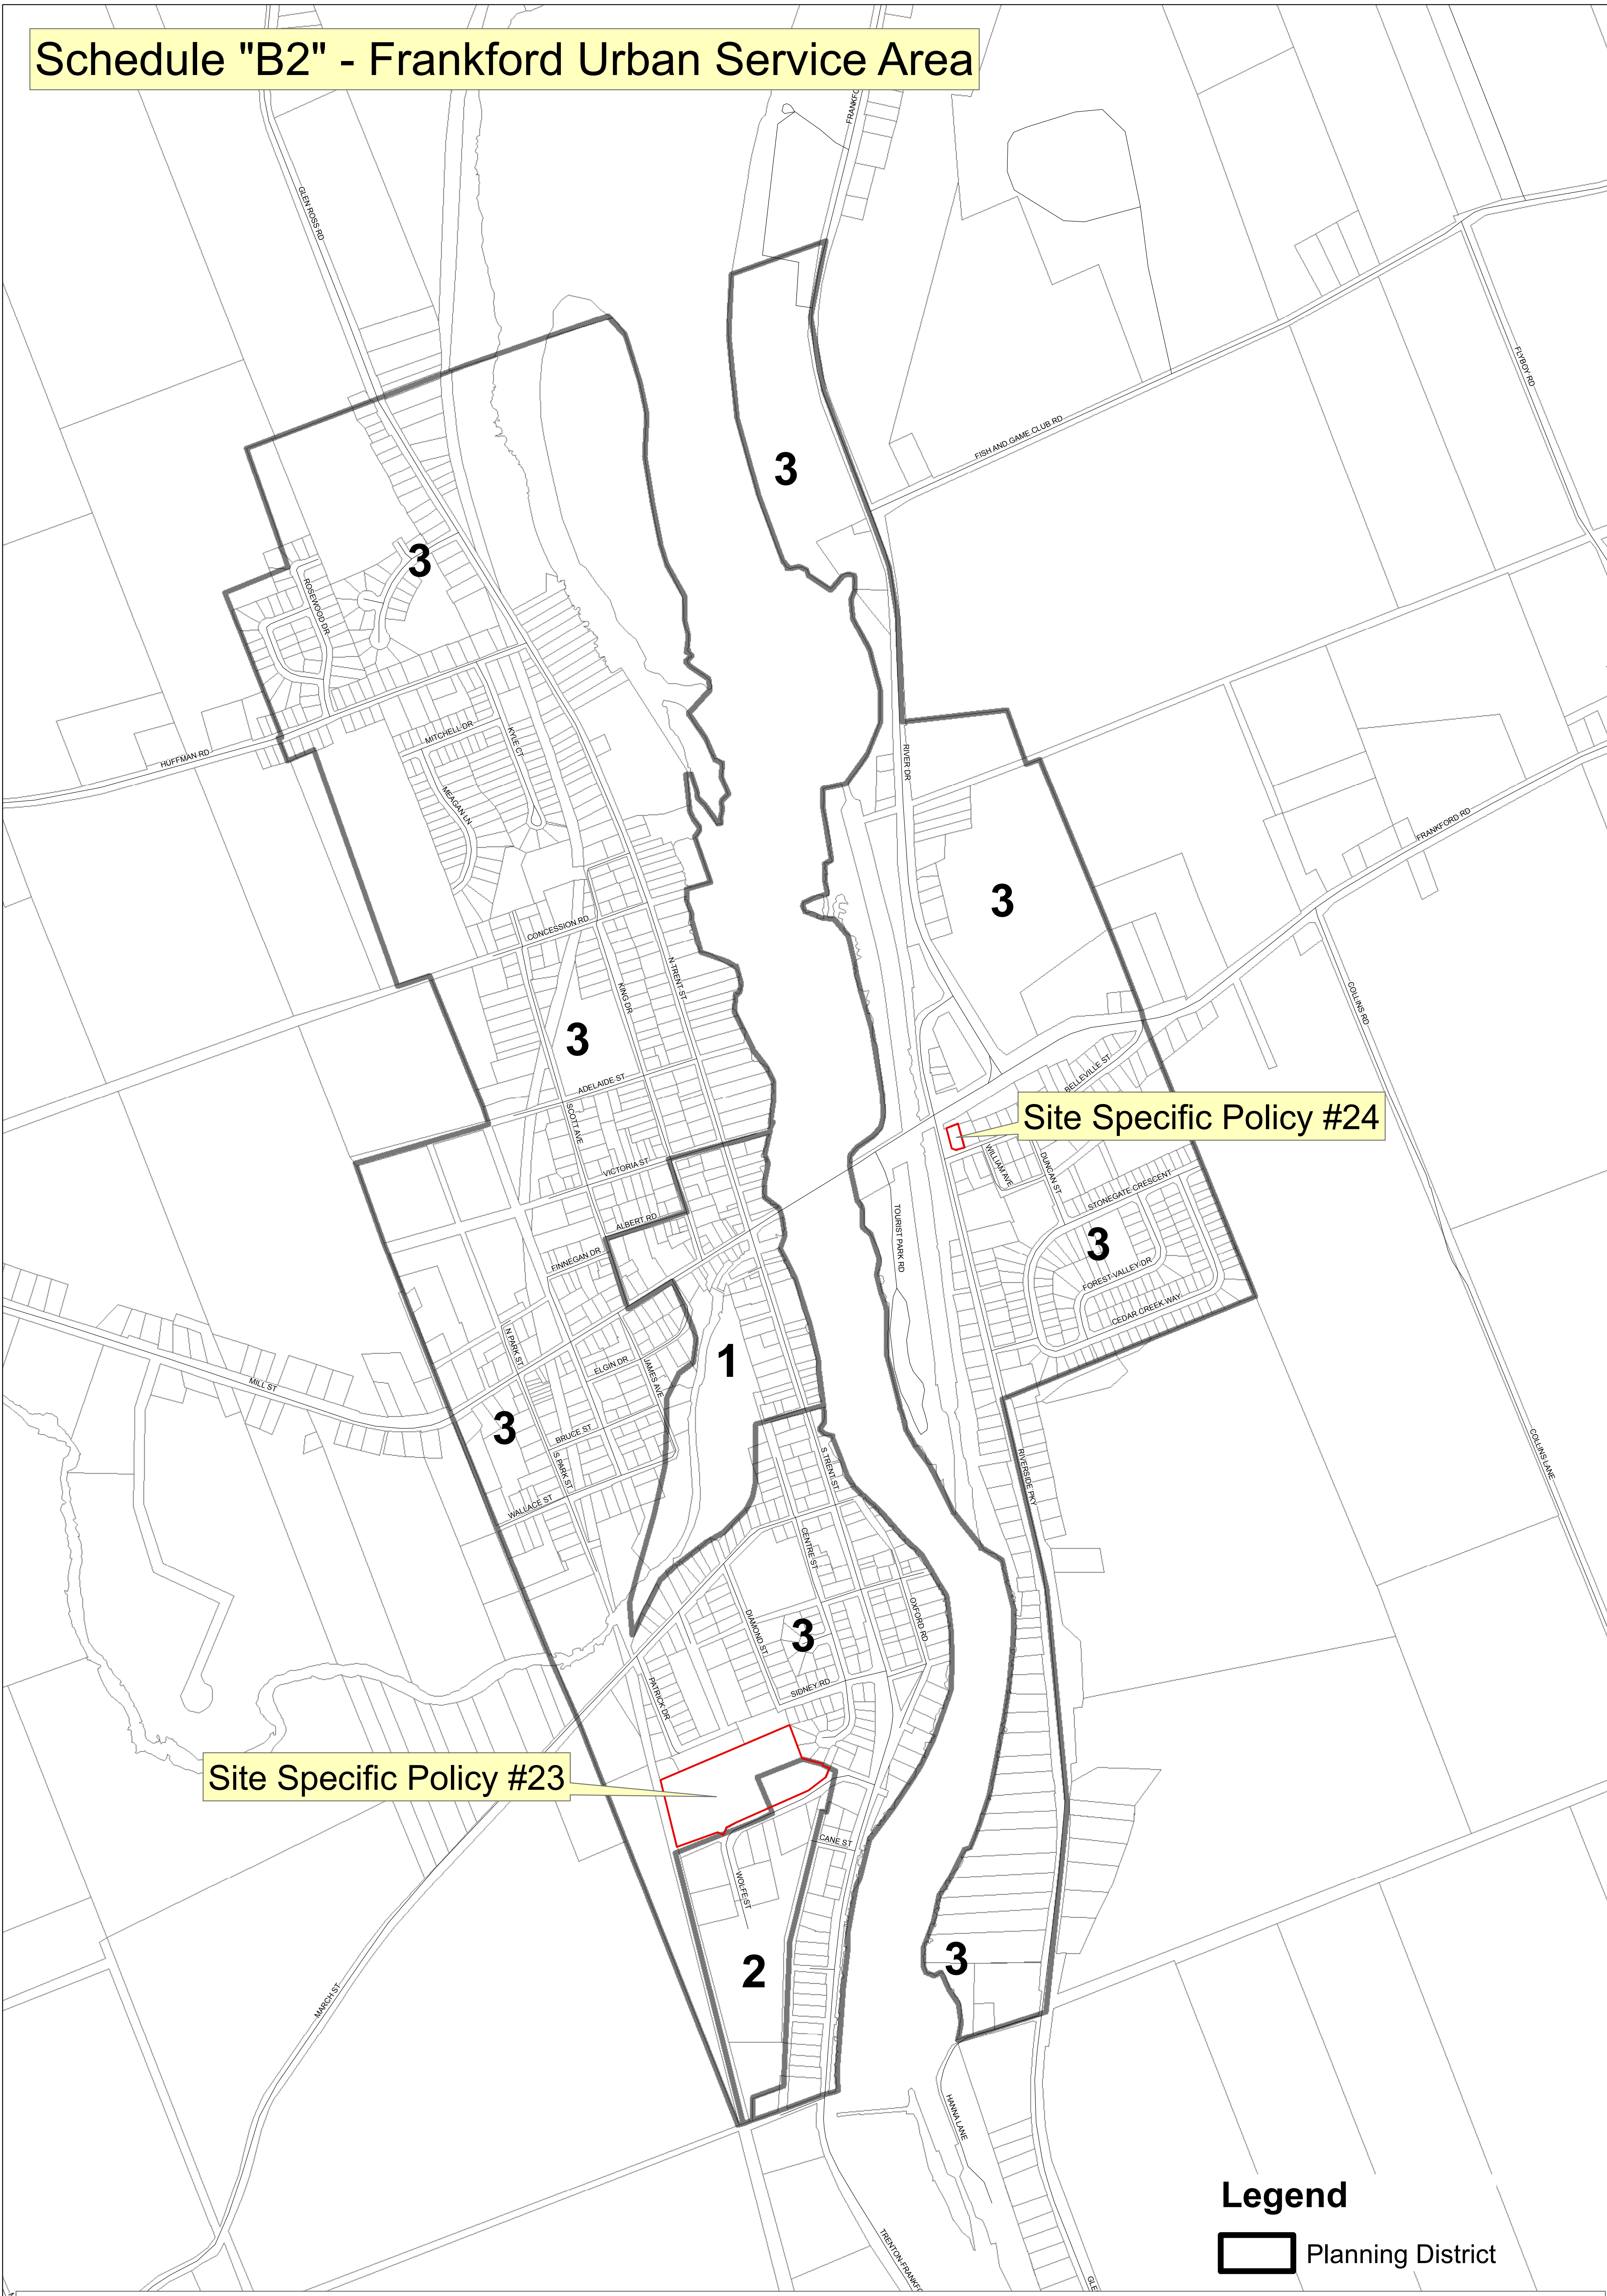 Schedule "B2" - Frankford Urban Service Area
GLEN ROSS RD
FLYBOY RD
FISH AND GAME CLUB RD
3
3
ROSEWOOD DR
HUFFMAN RD
MITCHELL DR
KYLE CT
MEAGAN LN
RIVER DR
FRANKFORD RD
3
CONCESSION RD
N TRENT ST
KING DR
COLLINS RD
3
ADELAIDE ST
SCOTT AVE
BELLEVILLE ST
Site Specific Policy #24
VICTORIA ST
WILLIAM AVE
DUNCAN ST
STONEGATE CRESCENT
ALBERT RD
TOURIST PARK RD
FINNEGAN DR
3
FOREST VALLEY DR
CEDAR CREEK WAY
N PARK ST
ELGIN DR
JAMES AVE
1
MILL ST
3
BRUCE ST
S PARK ST
S TRENT ST
RIVERSIDE PKY
COLLINS LANE
WALLACE ST
CENTRE ST
DIAMOND ST
3
OXFORD RD
SIDNEY RD
PATRICK DR
Site Specific Policy #23
CANE ST
WOLFE ST
2
3
MARCH ST
HANNA LANE
Legend
Planning District